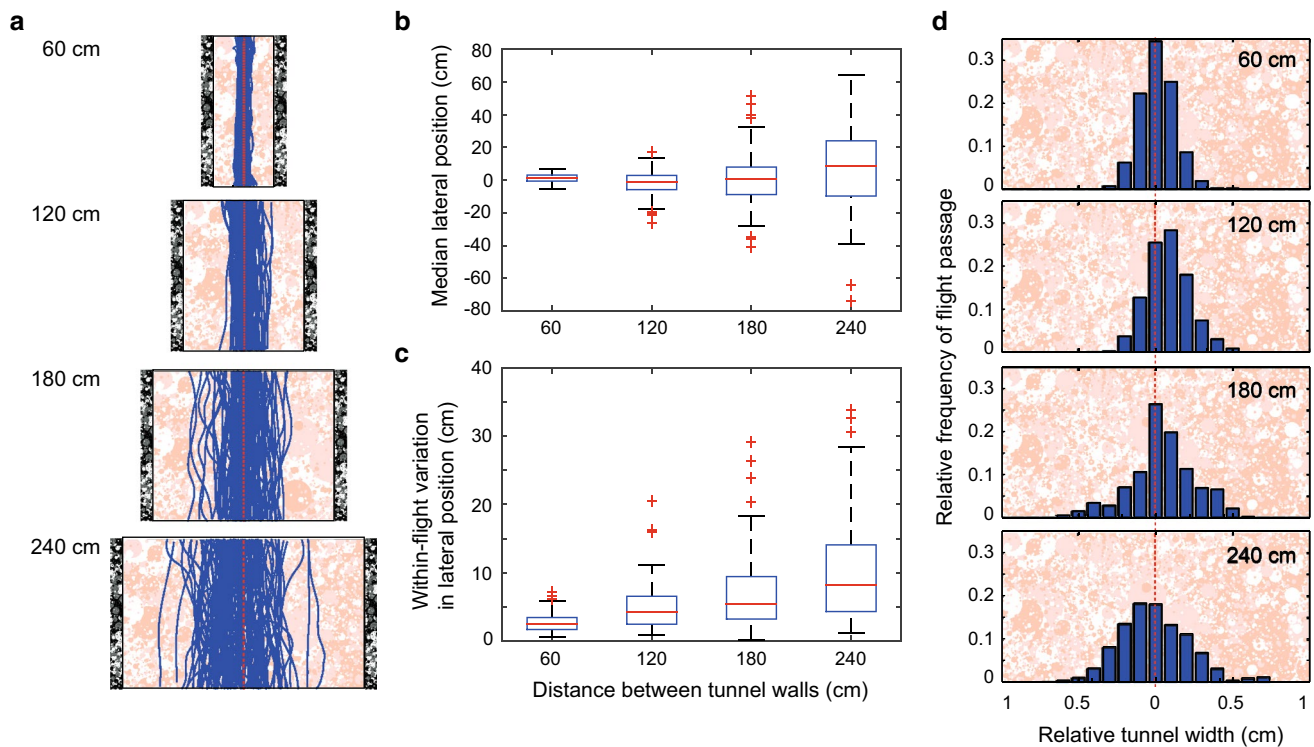 a
60 cm
120 cm
180 cm
240 cm
b
Median lateral position (cm)
80
60
40
20
0
-20
-40
-60
-80
60
120
180
240
c
Within-flight variation
in lateral position (cm)
40
30
20
10
0
60
120
180
240
Distance between tunnel walls (cm)
d
Relative frequency of flight passage
60 cm
0.3
0.2
0.1
0
120 cm
0.3
0.2
0.1
0
180 cm
0.3
0.2
0.1
0
240 cm
0.3
0.2
0.1
0
1
0.5
0
0.5
1
Relative tunnel width (cm)